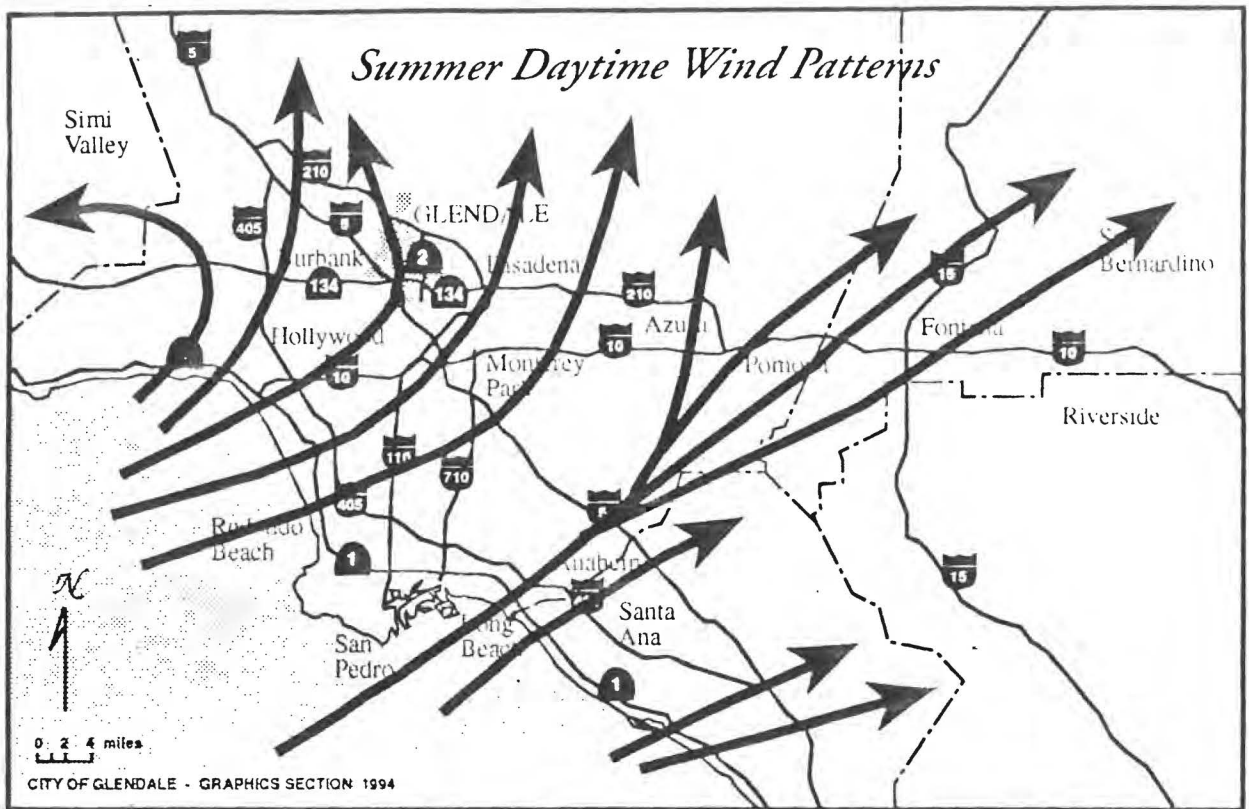 5
Summer Daytime Wind Patterns
Simi
Valley
210
405
5
GLENDALE
2
Burbank
134
134
Pasadena
210
15
Bernardino
Hollywood
Azusa
Fontana
10
10
10
Monterey
Park
Pomona
Riverside
110
710
405
5
Redondo
Beach
1
Anaheim
15
N
San
Pedro
Long
Beach
Santa
Ana
1
0 2 4 miles
CITY OF GLENDALE - GRAPHICS SECTION 1994